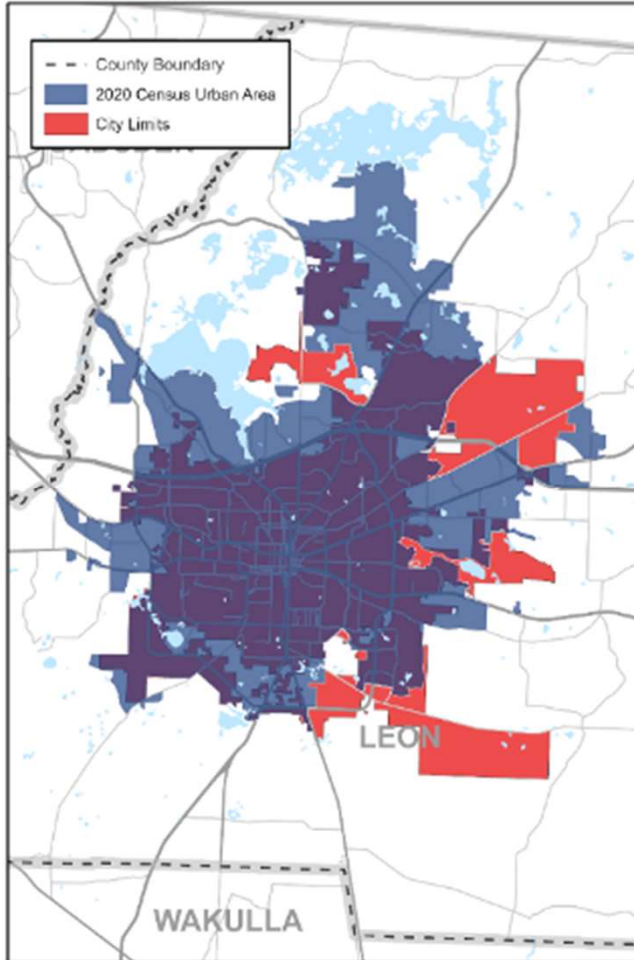 County Boundary
2020 Census Urban Area
City Limits
LEON
WAKULLA